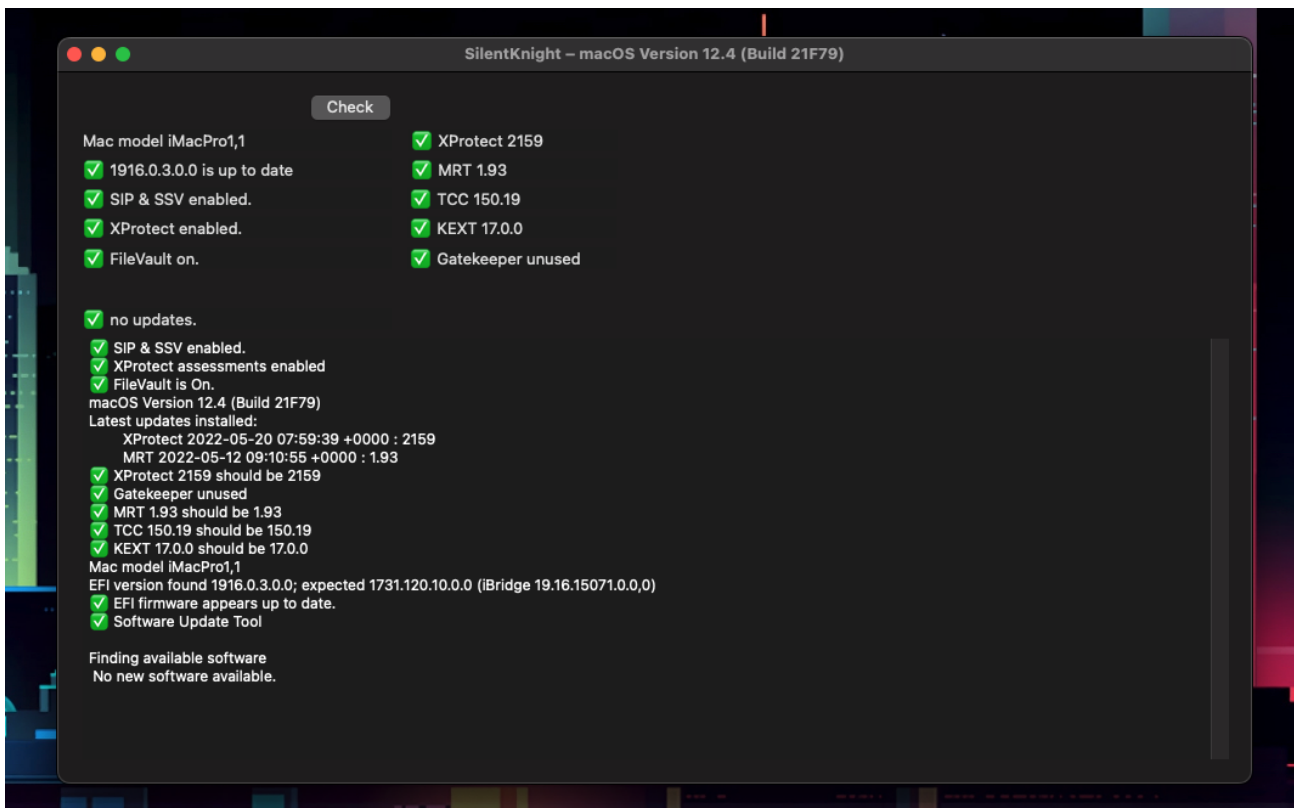 SilentKnight – macOS Version 12.4 (Build 21F79)
Check
Mac model iMacPro1,1
✅ 1916.0.3.0.0 is up to date
✅ SIP & SSV enabled.
✅ XProtect enabled.
✅ FileVault on.
✅ XProtect 2159
✅ MRT 1.93
✅ TCC 150.19
✅ KEXT 17.0.0
✅ Gatekeeper unused
✅ no updates.
✅ SIP & SSV enabled.
✅ XProtect assessments enabled
✅ FileVault is On.
macOS Version 12.4 (Build 21F79)
Latest updates installed:
XProtect 2022-05-20 07:59:39 +0000 : 2159
MRT 2022-05-12 09:10:55 +0000 : 1.93
✅ XProtect 2159 should be 2159
✅ Gatekeeper unused
✅ MRT 1.93 should be 1.93
✅ TCC 150.19 should be 150.19
✅ KEXT 17.0.0 should be 17.0.0
Mac model iMacPro1,1
EFI version found 1916.0.3.0.0; expected 1731.120.10.0.0 (iBridge 19.16.15071.0.0,0)
✅ EFI firmware appears up to date.
✅ Software Update Tool
Finding available software
No new software available.